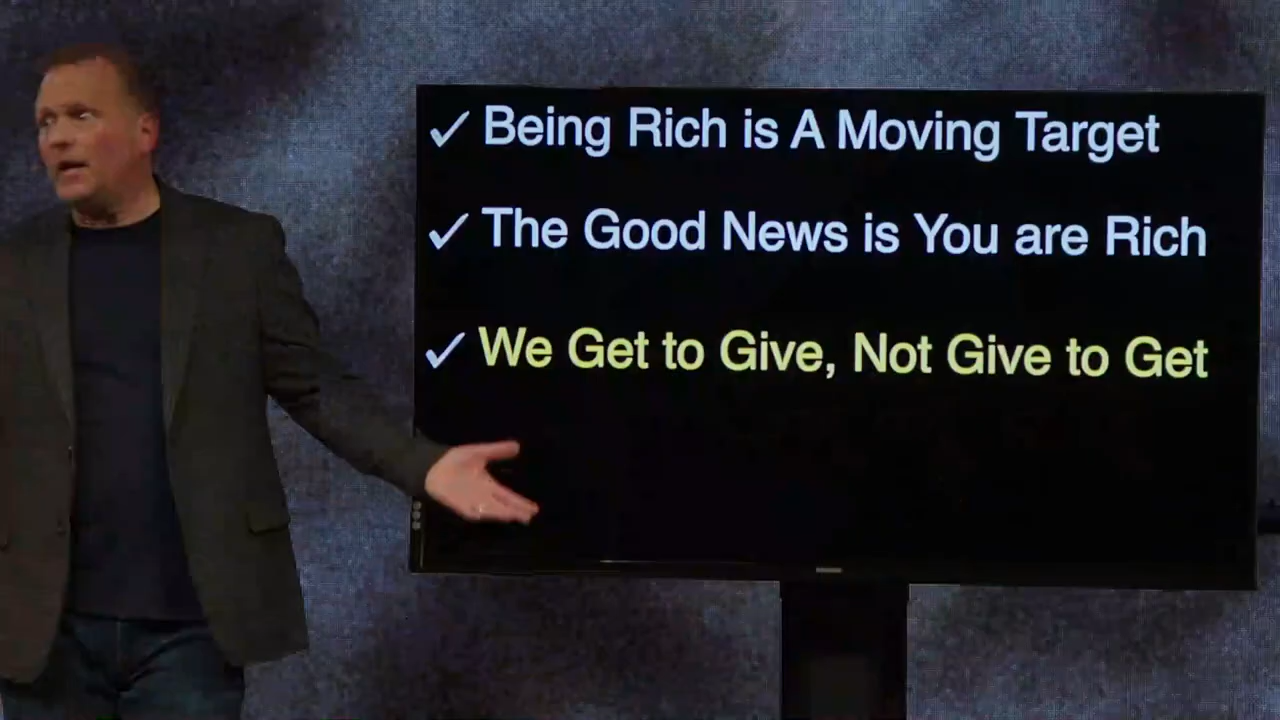 ✓ Being Rich is A Moving Target
✓ The Good News is You are Rich
✓ We Get to Give, Not Give to Get